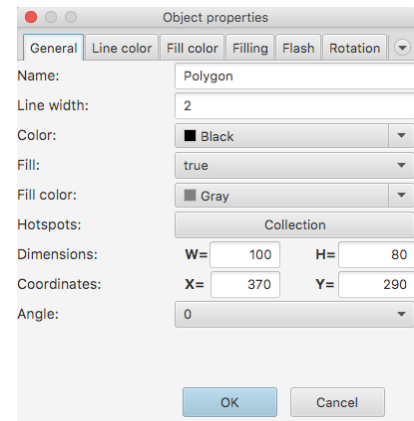 Object properties
General Line color Fill color Filling Flash Rotation
Name: Polygon
Line width: 2
Color: Black
Fill: true
Fill color: Gray
Hotspots: Collection
Dimensions: W= 100 H= 80
Coordinates: X= 370 Y= 290
Angle: 0
OK Cancel